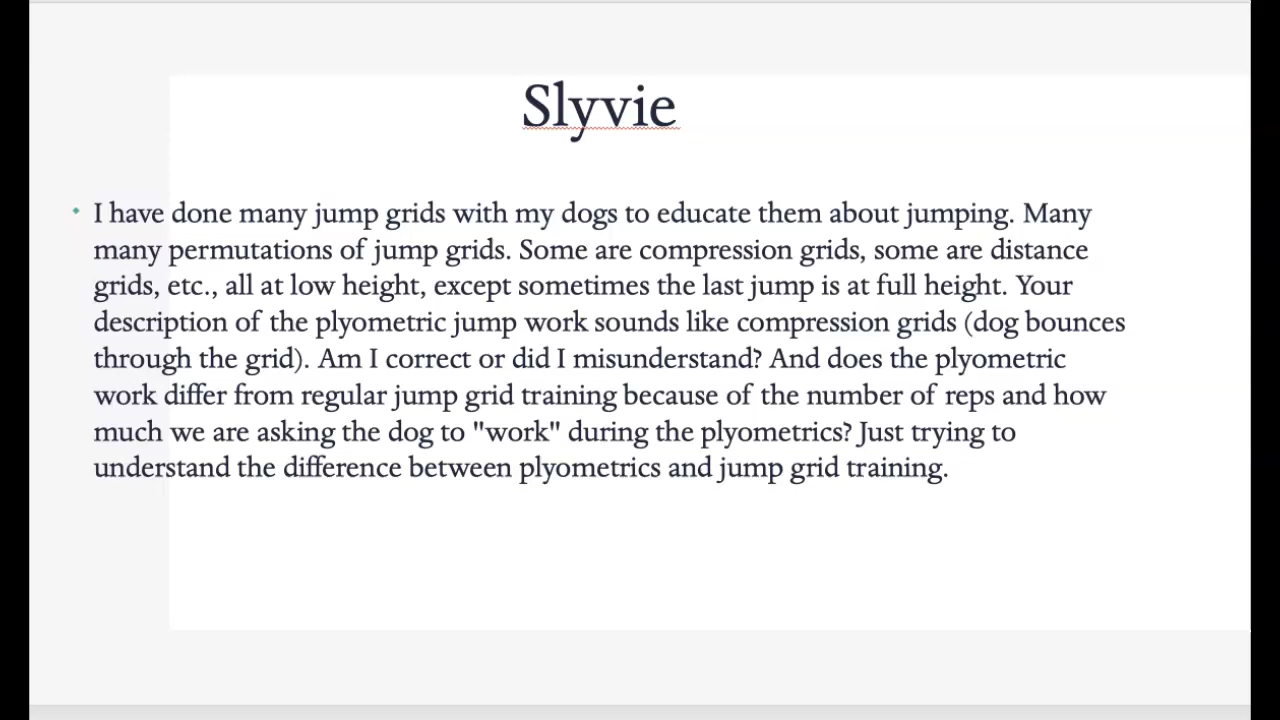 Slyvie
• I have done many jump grids with my dogs to educate them about jumping. Many
many permutations of jump grids. Some are compression grids, some are distance
grids, etc., all at low height, except sometimes the last jump is at full height. Your
description of the plyometric jump work sounds like compression grids (dog bounces
through the grid). Am I correct or did I misunderstand? And does the plyometric
work differ from regular jump grid training because of the number of reps and how
much we are asking the dog to "work" during the plyometrics? Just trying to
understand the difference between plyometrics and jump grid training.